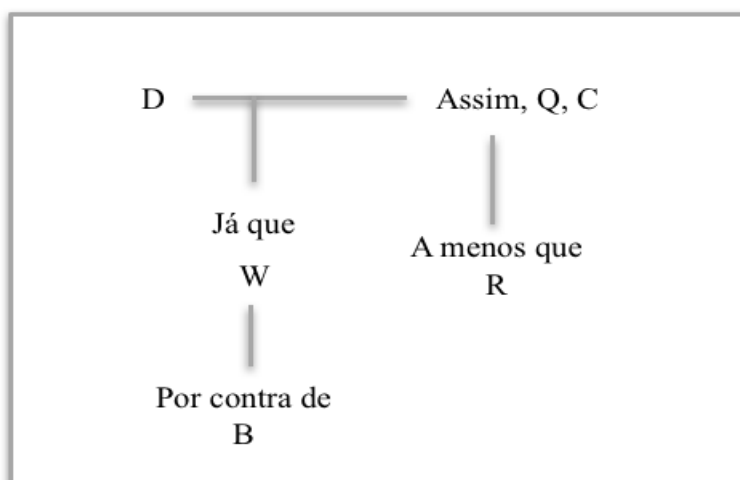 D Assim, Q, C
Já que
W
A menos que
R
Por contra de
B